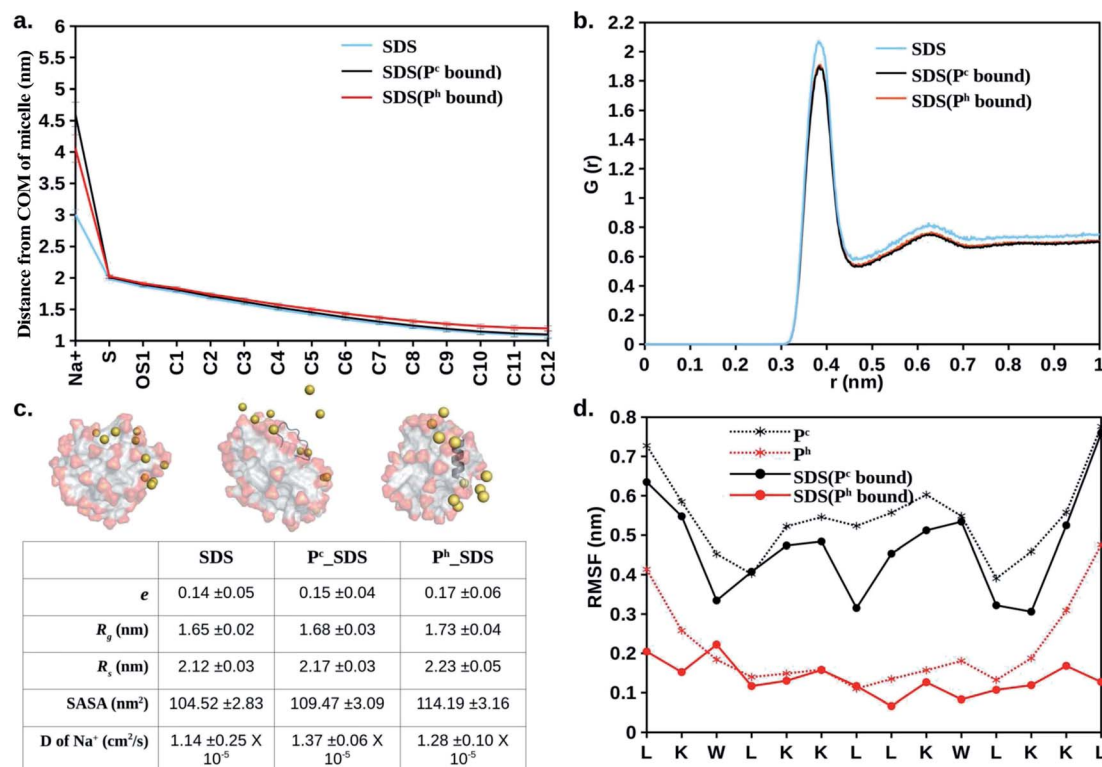 a.
Distance from COM of micelle (nm)
6
5.5
5
4.5
4
3.5
3
2.5
2
1.5
1
SDS
SDS(Pᶜ bound)
SDS(Pʰ bound)
Na+ S OS1 C1 C2 C3 C4 C5 C6 C7 C8 C9 C10 C11 C12
b.
G (r)
2.2
2
1.8
1.6
1.4
1.2
1
0.8
0.6
0.4
0.2
0
SDS
SDS(Pᶜ bound)
SDS(Pʰ bound)
0 0.1 0.2 0.3 0.4 0.5 0.6 0.7 0.8 0.9 1
r (nm)
c.
SDS Pᶜ_SDS Pʰ_SDS
e 0.14 ±0.05 0.15 ±0.04 0.17 ±0.06
Rg (nm) 1.65 ±0.02 1.68 ±0.03 1.73 ±0.04
Rs (nm) 2.12 ±0.03 2.17 ±0.03 2.23 ±0.05
SASA (nm²) 104.52 ±2.83 109.47 ±3.09 114.19 ±3.16
D of Na⁺ (cm²/s) 1.14 ±0.25 X 1.37 ±0.06 X 1.28 ±0.10 X
10⁻⁵ 10⁻⁵ 10⁻⁵
d.
RMSF (nm)
0.8
0.7
0.6
0.5
0.4
0.3
0.2
0.1
0
Pᶜ
Pʰ
SDS(Pᶜ bound)
SDS(Pʰ bound)
L K W L K K L L K W L K K L